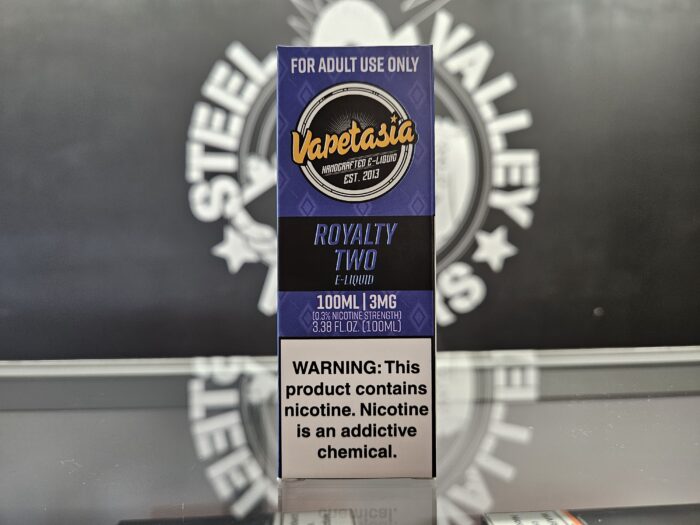 STEEL
VALLEY
FOR ADULT USE ONLY
Vapetasia
HANDCRAFTED E-LIQUID
EST. 2013
ROYALTY
TWO
E-LIQUID
100ML | 3MG
(0.3% NICOTINE STRENGTH)
3.38 FL.OZ. (100ML)
WARNING: This
product contains
nicotine. Nicotine
is an addictive
chemical.